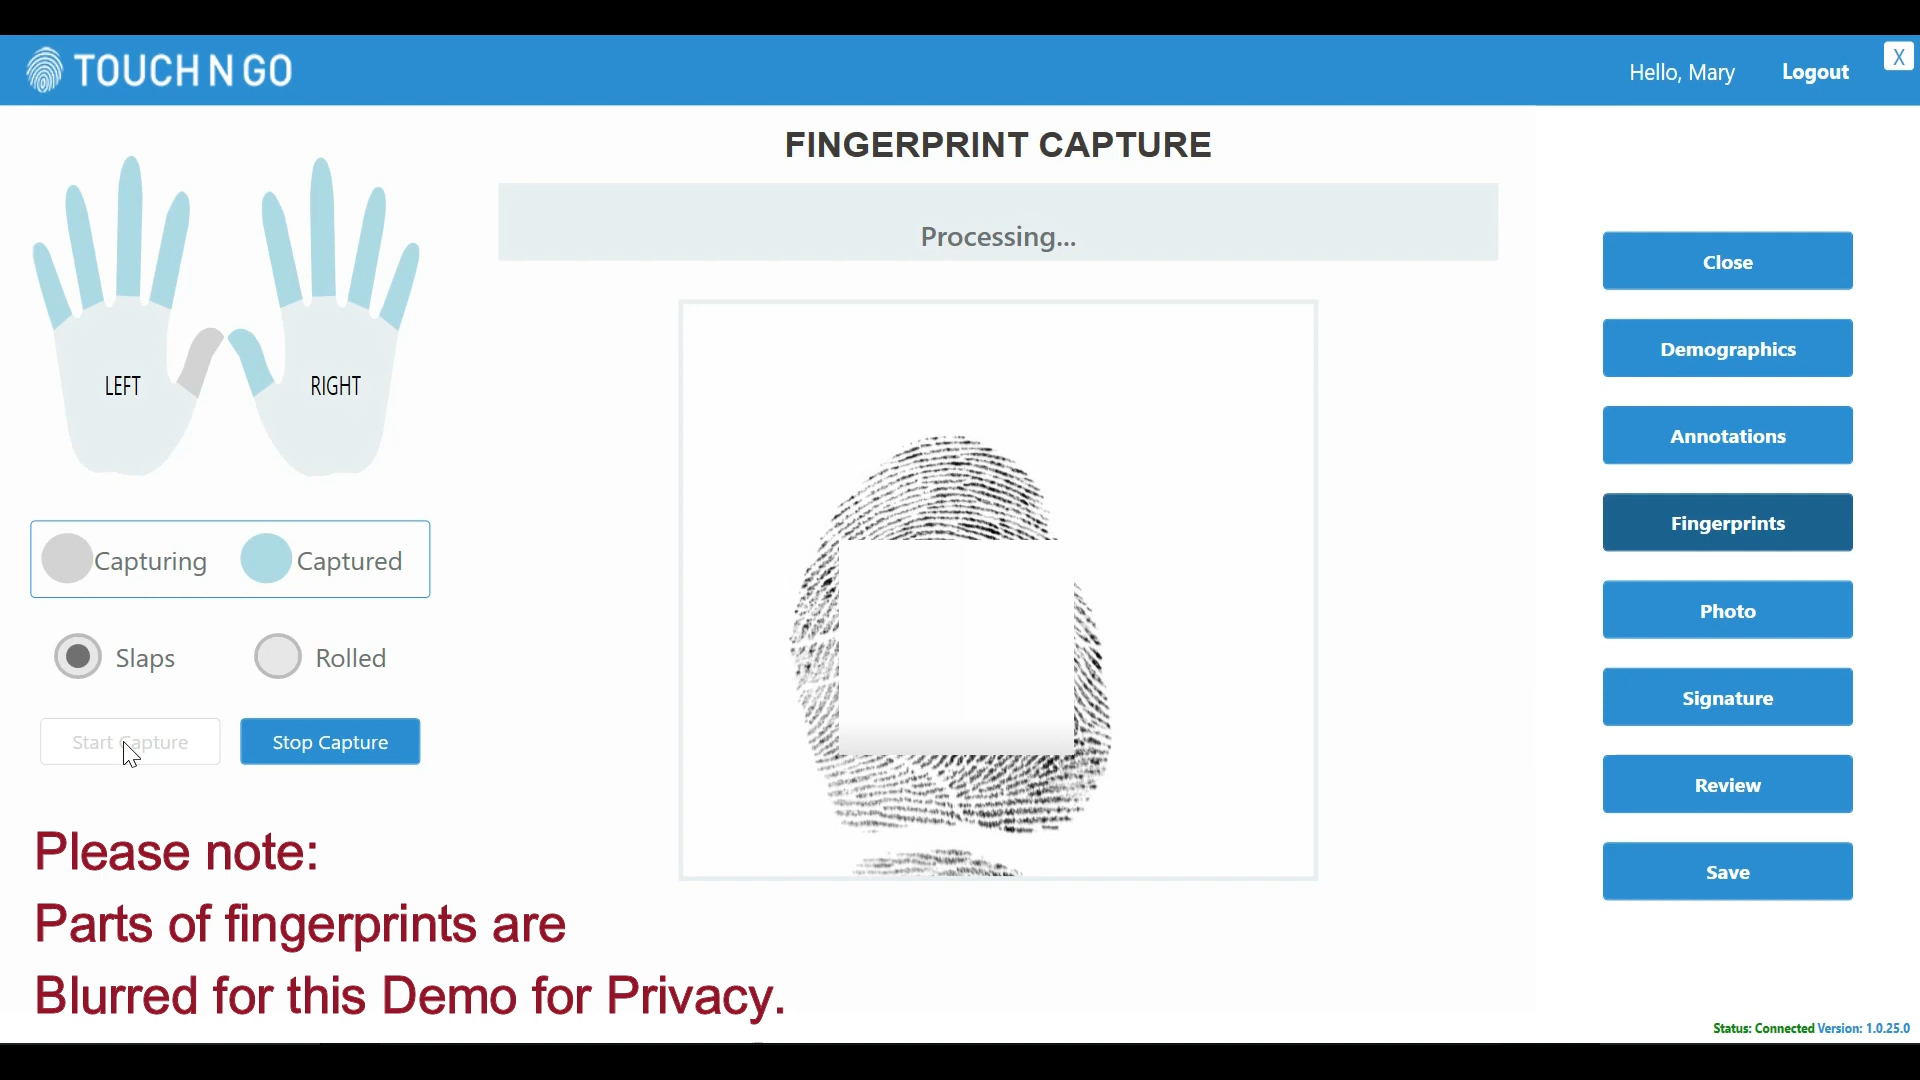 TOUCH N GO
Hello, Mary
Logout
X
FINGERPRINT CAPTURE
Processing...
LEFT
RIGHT
Capturing
Captured
Slaps
Rolled
Start Capture
Stop Capture
Close
Demographics
Annotations
Fingerprints
Photo
Signature
Review
Save
Please note:
Parts of fingerprints are
Blurred for this Demo for Privacy.
Status: Connected Version: 1.0.25.0